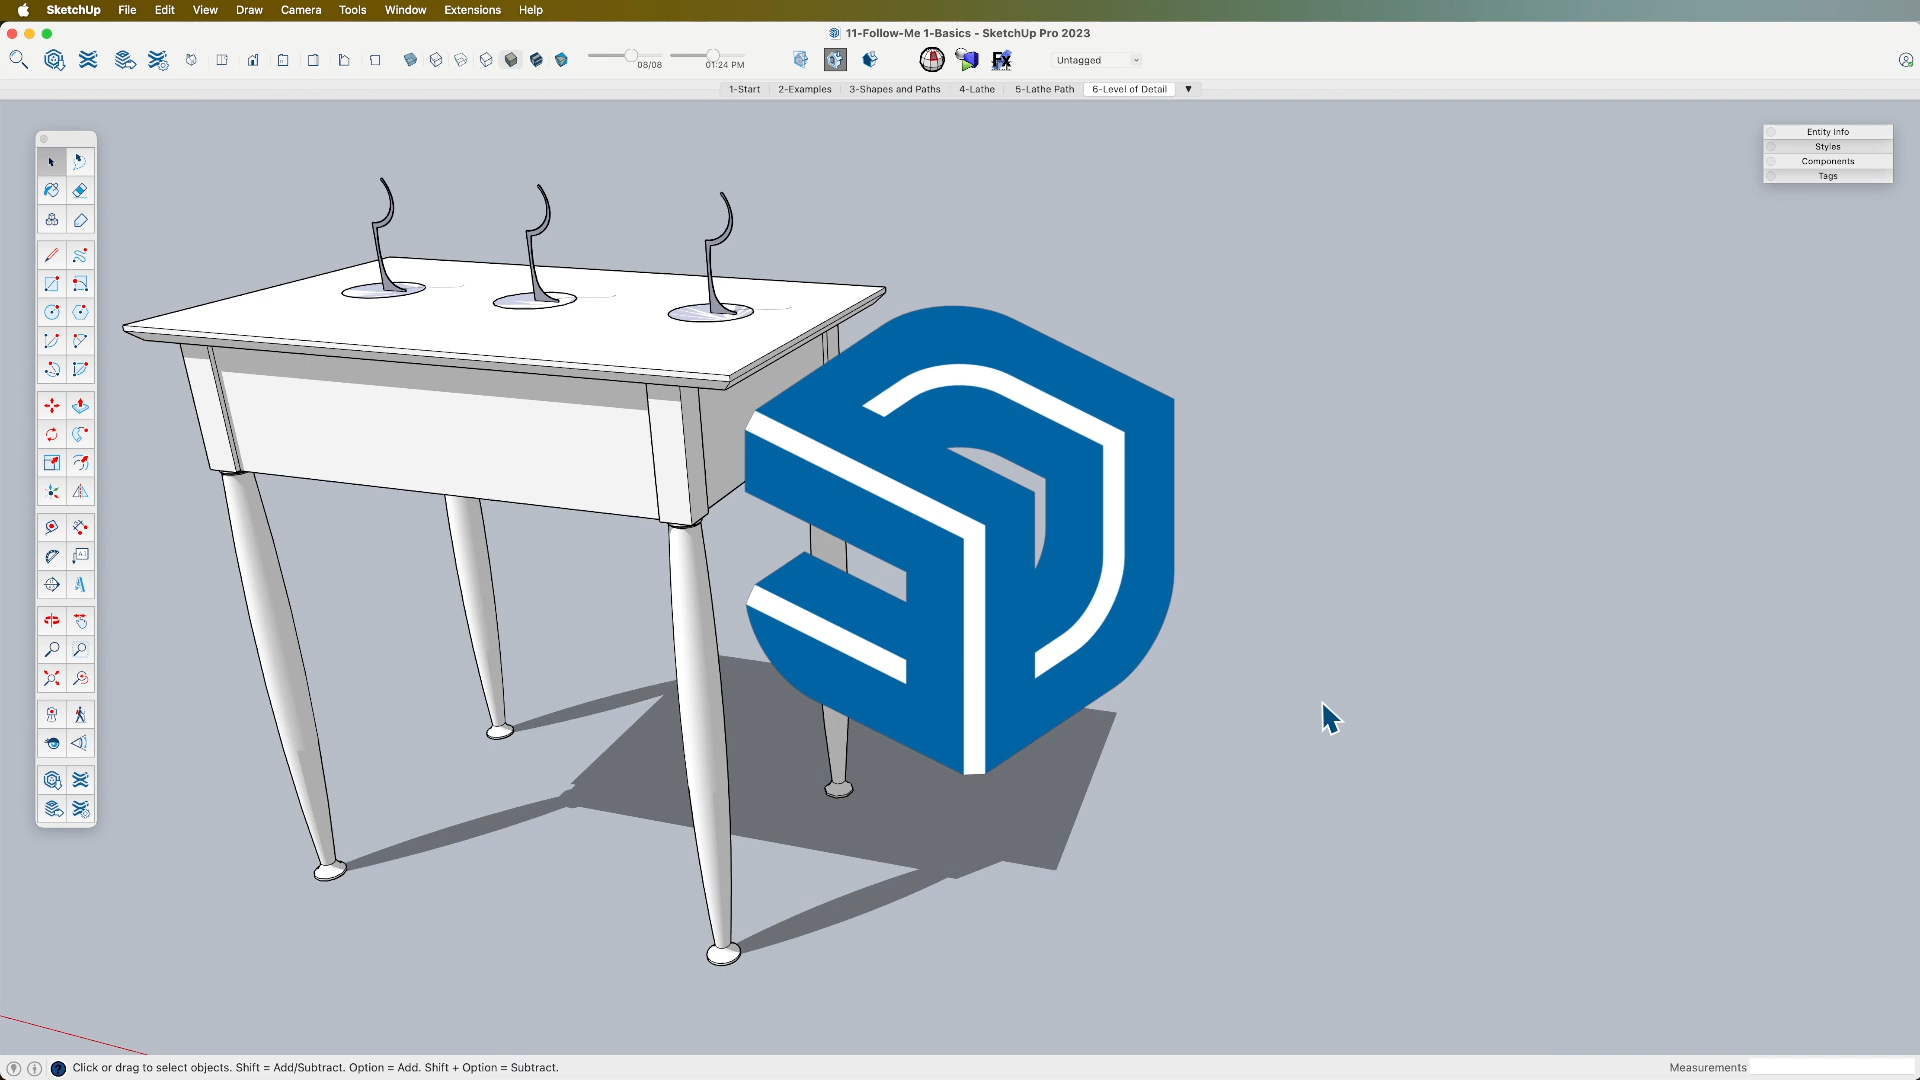 SketchUp File Edit View Draw Camera Tools Window Extensions Help
11-Follow-Me 1-Basics - SketchUp Pro 2023
08/08 01:24 PM Untagged
1-Start 2-Examples 3-Shapes and Paths 4-Lathe 5-Lathe Path 6-Level of Detail
Entity Info
Styles
Components
Tags
Click or drag to select objects. Shift = Add/Subtract. Option = Add. Shift + Option = Subtract. Measurements